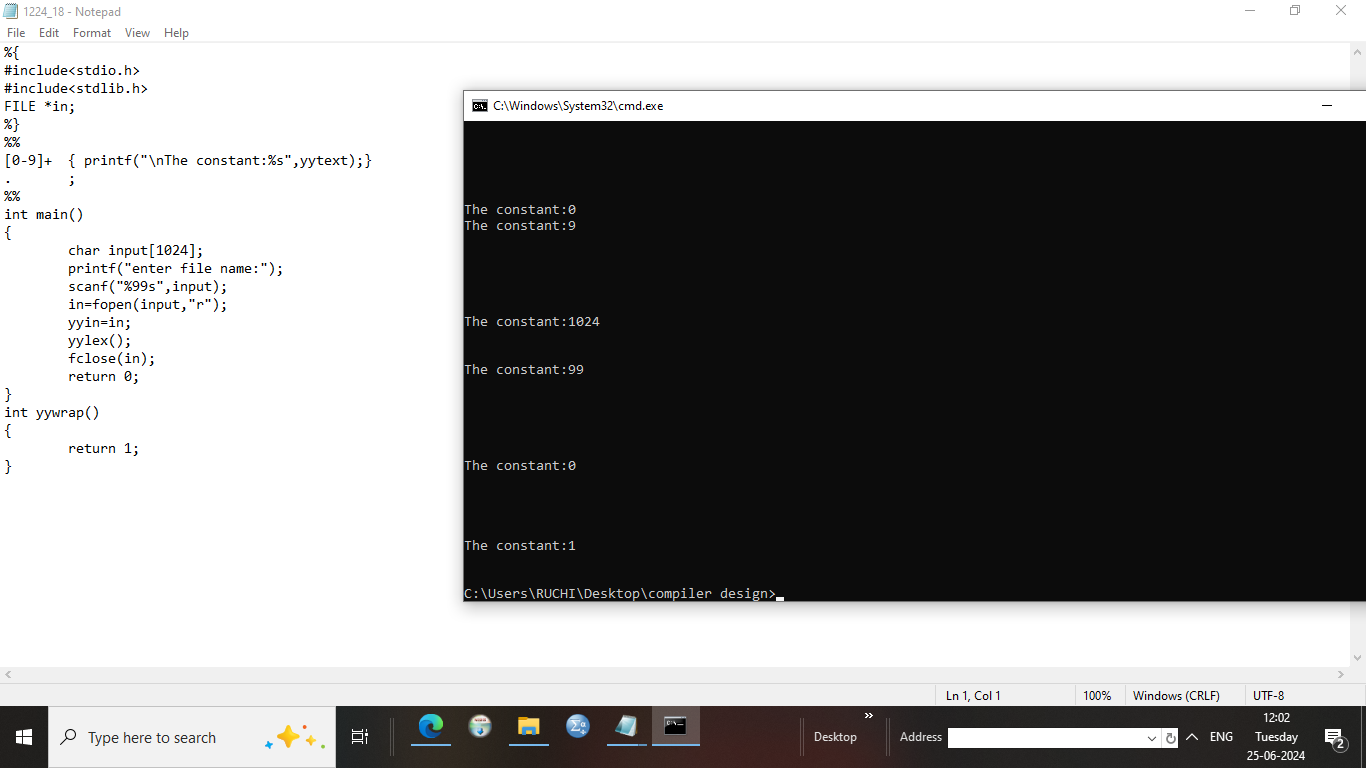 1224_18 - Notepad
File Edit Format View Help
%{
#include<stdio.h>
#include<stdlib.h>
FILE *in;
%}
%%
[0-9]+  { printf("\nThe constant:%s",yytext);}
.       ;
%%
int main()
{
        char input[1024];
        printf("enter file name:");
        scanf("%99s",input);
        in=fopen(input,"r");
        yyin=in;
        yylex();
        fclose(in);
        return 0;
}
int yywrap()
{
        return 1;
}
C:\Windows\System32\cmd.exe
The constant:0
The constant:9
The constant:1024
The constant:99
The constant:0
The constant:1
C:\Users\RUCHI\Desktop\compiler design>
Ln 1, Col 1 100% Windows (CRLF) UTF-8
Type here to search
Desktop
Address
ENG
12:02
Tuesday
25-06-2024
2